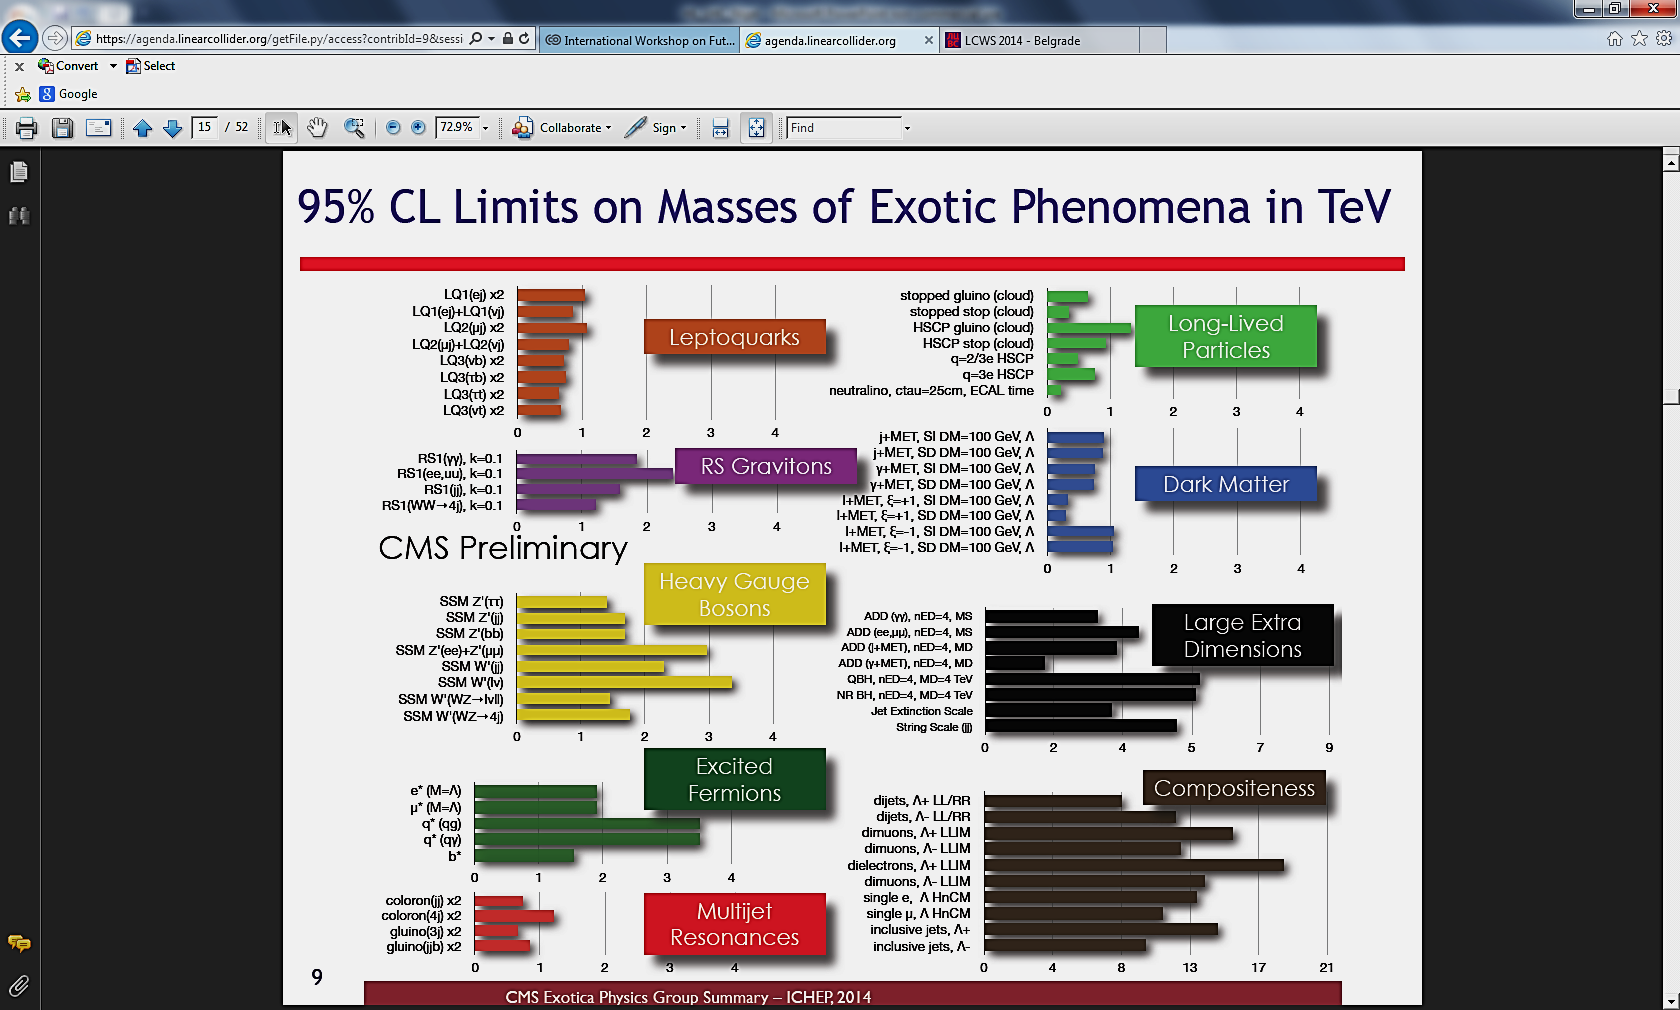 https://agenda.linearcollider.org/getFile.py/access?contribId=9&sessi
International Workshop on Fut...
agenda.linearcollider.org
LCWS 2014 - Belgrade
x Convert Select
Google
15 / 52
72.9%
Collaborate
Sign
Find
95% CL Limits on Masses of Exotic Phenomena in TeV
LQ1(ej) x2
LQ1(ej)+LQ1(νj)
LQ2(μj) x2
LQ2(μj)+LQ2(νj)
LQ3(νb) x2
LQ3(τb) x2
LQ3(τt) x2
LQ3(νt) x2
0 1 2 3 4
Leptoquarks
RS1(γγ), k=0.1
RS1(ee,μμ), k=0.1
RS1(jj), k=0.1
RS1(WW→4j), k=0.1
0 1 2 3 4
RS Gravitons
CMS Preliminary
Heavy Gauge
Bosons
SSM Z'(ττ)
SSM Z'(jj)
SSM Z'(bb)
SSM Z'(ee)+Z'(μμ)
SSM W'(jj)
SSM W'(lν)
SSM W'(WZ→lνll)
SSM W'(WZ→4j)
0 1 2 3 4
Excited
Fermions
e* (M=Λ)
μ* (M=Λ)
q* (qg)
q* (qγ)
b*
0 1 2 3 4
coloron(jj) x2
coloron(4j) x2
gluino(3j) x2
gluino(jjb) x2
0 1 2 3 4
Multijet
Resonances
stopped gluino (cloud)
stopped stop (cloud)
HSCP gluino (cloud)
HSCP stop (cloud)
q=2/3e HSCP
q=3e HSCP
neutralino, ctau=25cm, ECAL time
0 1 2 3 4
Long-Lived
Particles
j+MET, SI DM=100 GeV, Λ
j+MET, SD DM=100 GeV, Λ
γ+MET, SI DM=100 GeV, Λ
γ+MET, SD DM=100 GeV, Λ
l+MET, ξ=+1, SI DM=100 GeV, Λ
l+MET, ξ=+1, SD DM=100 GeV, Λ
l+MET, ξ=-1, SI DM=100 GeV, Λ
l+MET, ξ=-1, SD DM=100 GeV, Λ
0 1 2 3 4
Dark Matter
ADD (γγ), nED=4, MS
ADD (ee,μμ), nED=4, MS
ADD (j+MET), nED=4, MD
ADD (γ+MET), nED=4, MD
QBH, nED=4, MD=4 TeV
NR BH, nED=4, MD=4 TeV
Jet Extinction Scale
String Scale (jj)
0 2 4 5 7 9
Large Extra
Dimensions
Compositeness
dijets, Λ+ LL/RR
dijets, Λ- LL/RR
dimuons, Λ+ LLIM
dimuons, Λ- LLIM
dielectrons, Λ+ LLIM
dimuons, Λ- LLIM
single e, Λ HnCM
single μ, Λ HnCM
inclusive jets, Λ+
inclusive jets, Λ-
0 4 8 13 17 21
9
CMS Exotica Physics Group Summary – ICHEP, 2014